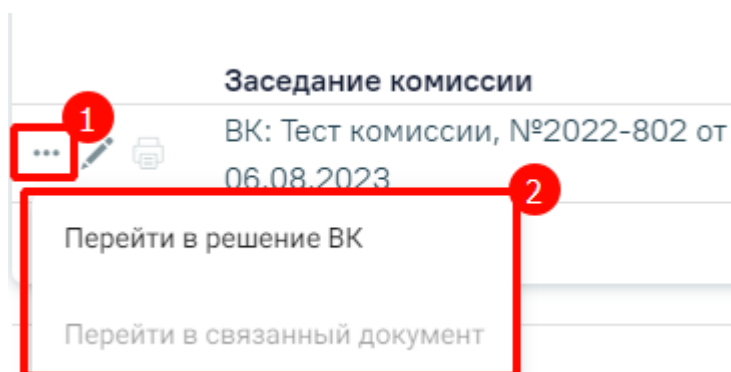 Заседание комиссии
1
ВК: Тест комиссии, №2022-802 от
06.08.2023
2
Перейти в решение ВК
Перейти в связанный документ